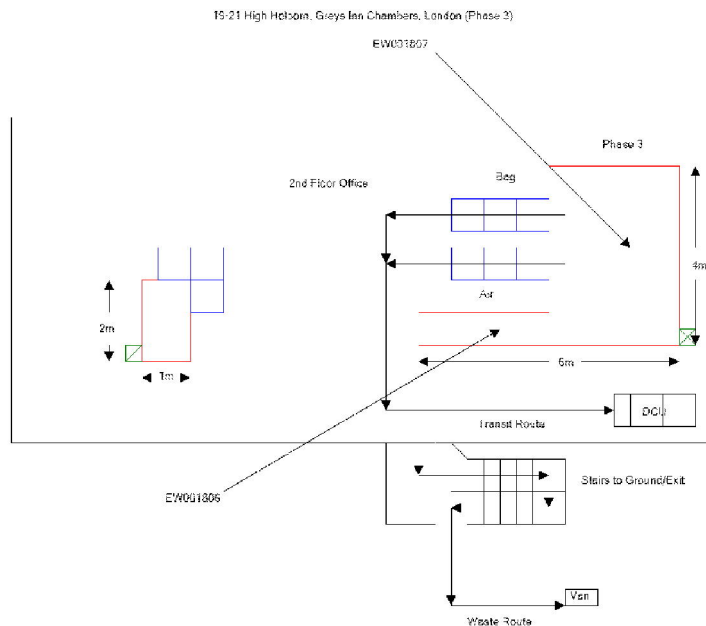 19-21 High Holborn, Greys Inn Chambers, London (Phase 3)
EW001807
Phase 3
Bag
2nd Floor Office
4m
Air
2m
6m
1m
DCU
Transit Route
Stairs to Ground/Exit
EW001806
Van
Waste Route